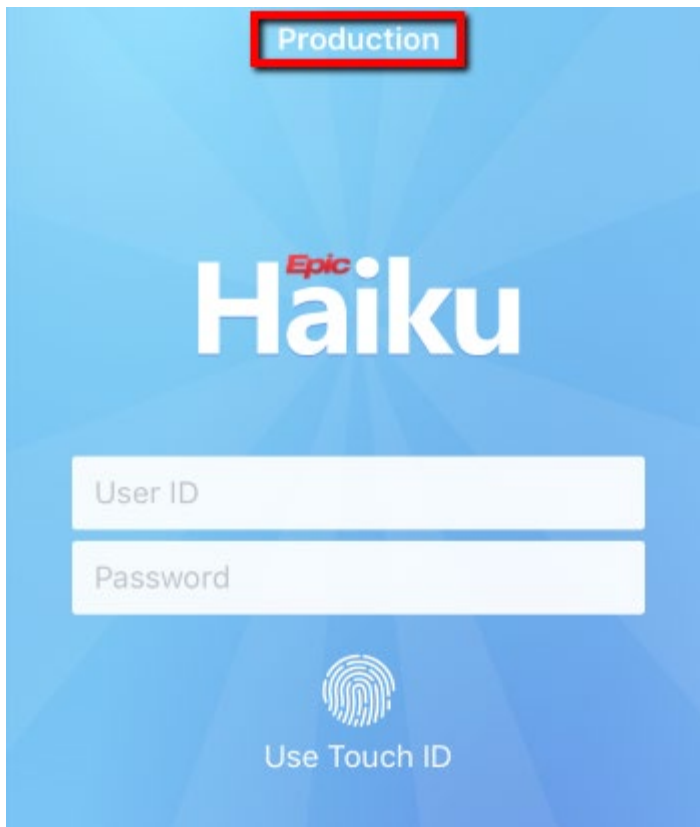 Production
Epic
Haiku
User ID
Password
Use Touch ID